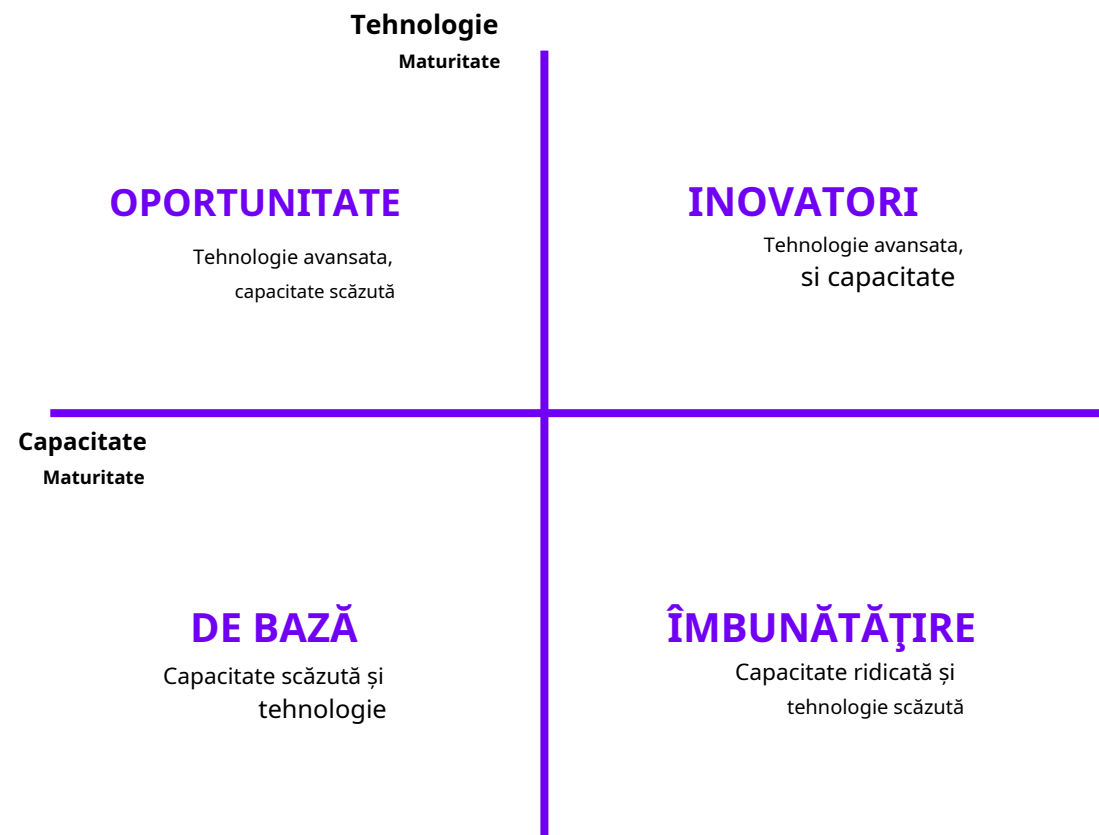 Tehnologie
Maturitate
OPORTUNITATE
Tehnologie avansata,
capacitate scăzută
INOVATORI
Tehnologie avansata,
si capacitate
Capacitate
Maturitate
DE BAZĂ
Capacitate scăzută și
tehnologie
ÎMBUNĂTĂŢIRE
Capacitate ridicată și
tehnologie scăzută